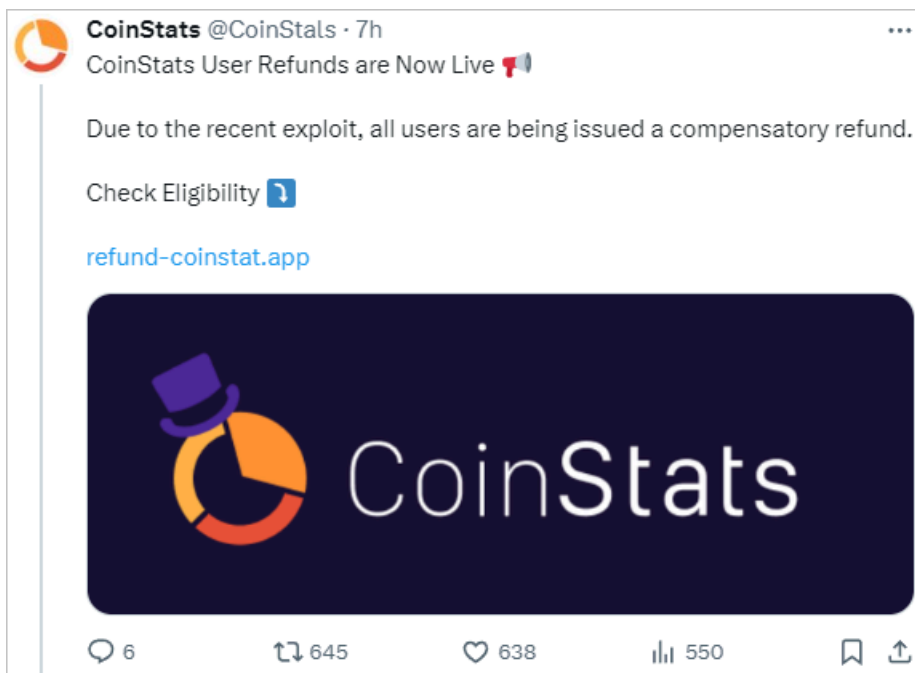 CoinStats @CoinStals · 7h
CoinStats User Refunds are Now Live 📢
Due to the recent exploit, all users are being issued a compensatory refund.
Check Eligibility ⤵️
refund-coinstat.app
CoinStats
6 645 638 550